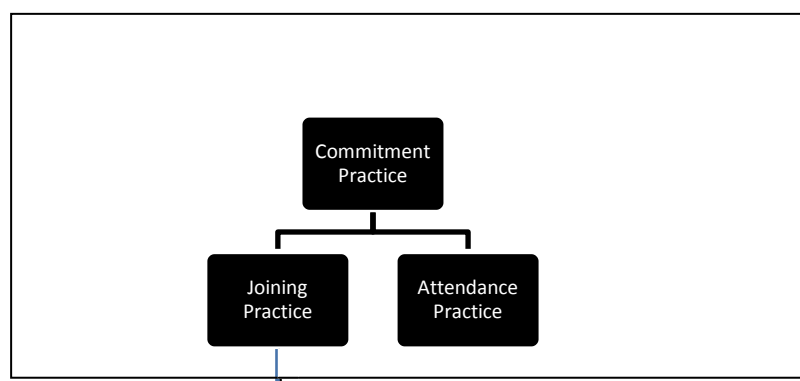 Commitment
Practice
Joining
Practice
Attendance
Practice